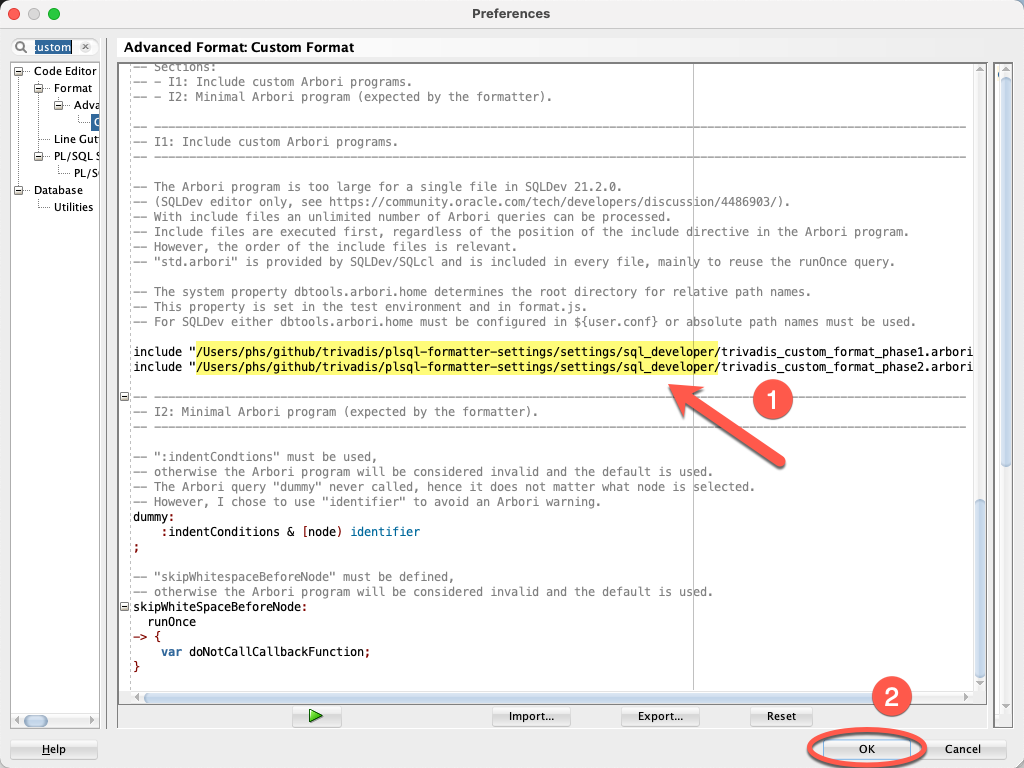 Preferences
custom
Code Editor
Format
Adva
C
Line Gut
PL/SQL S
PL/S
Database
Utilities
Advanced Format: Custom Format
-- Sections:
-- - I1: Include custom Arbori programs.
-- - I2: Minimal Arbori program (expected by the formatter).
-- I1: Include custom Arbori programs.
-- The Arbori program is too large for a single file in SQLDev 21.2.0.
-- (SQLDev editor only, see https://community.oracle.com/tech/developers/discussion/4486903/).
-- With include files an unlimited number of Arbori queries can be processed.
-- Include files are executed first, regardless of the position of the include directive in the Arbori program.
-- However, the order of the include files is relevant.
-- "std.arbori" is provided by SQLDev/SQLcl and is included in every file, mainly to reuse the runOnce query.
-- The system property dbtools.arbori.home determines the root directory for relative path names.
-- This property is set in the test environment and in format.js.
-- For SQLDev either dbtools.arbori.home must be configured in ${user.conf} or absolute path names must be used.
include "/Users/phs/github/trivadis/plsql-formatter-settings/settings/sql_developer/trivadis_custom_format_phase1.arbori
include "/Users/phs/github/trivadis/plsql-formatter-settings/settings/sql_developer/trivadis_custom_format_phase2.arbori
1
-- I2: Minimal Arbori program (expected by the formatter).
-- ":indentCondtions" must be used,
-- otherwise the Arbori program will be considered invalid and the default is used.
-- The Arbori query "dummy" never called, hence it does not matter what node is selected.
-- However, I chose to use "identifier" to avoid an Arbori warning.
dummy:
:indentConditions & [node) identifier
;
-- "skipWhitespaceBeforeNode" must be defined,
-- otherwise the Arbori program will be considered invalid and the default is used.
skipWhiteSpaceBeforeNode:
runOnce
-> {
var doNotCallCallbackFunction;
}
2
Import...
Export...
Reset
Help
OK
Cancel